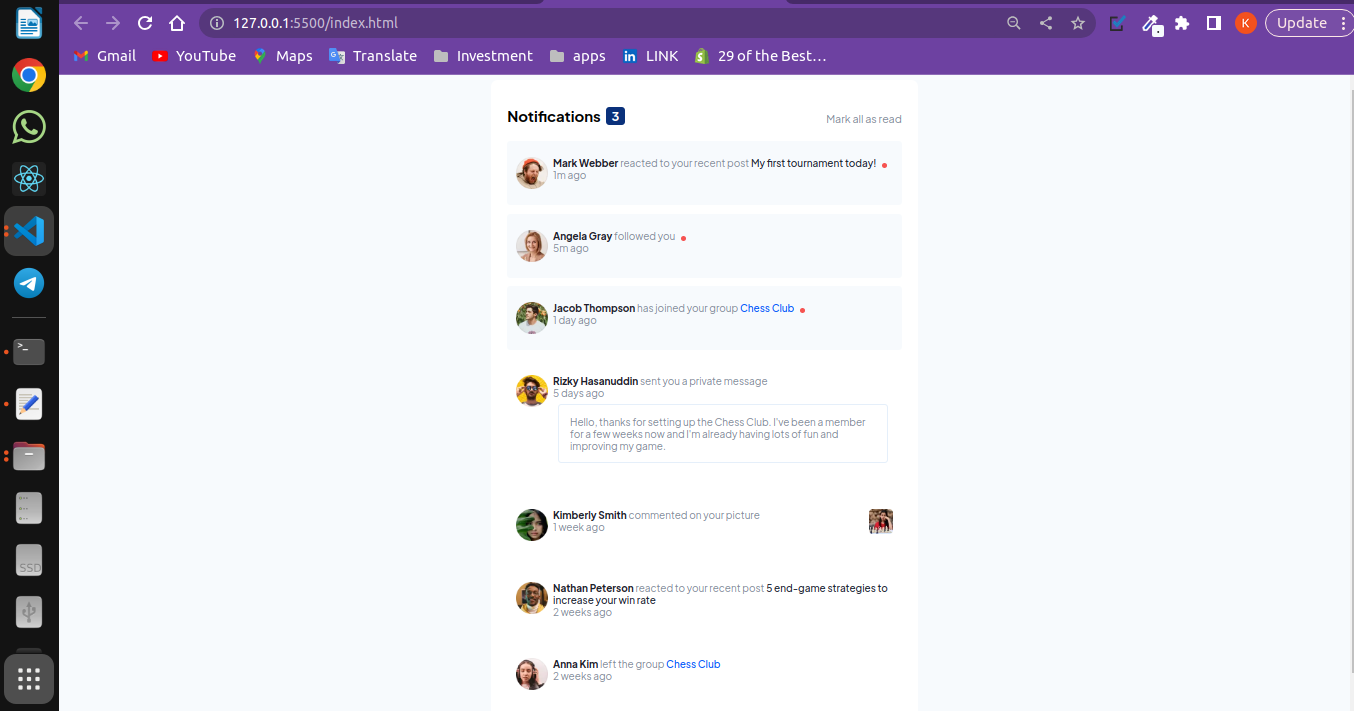 127.0.0.1:5500/index.html
K
Update
Gmail
YouTube
Maps
Translate
Investment
apps
in
LINK
29 of the Best…
Notifications 3
Mark all as read
Mark Webber reacted to your recent post My first tournament today!
1m ago
Angela Gray followed you
5m ago
Jacob Thompson has joined your group Chess Club
1 day ago
Rizky Hasanuddin sent you a private message
5 days ago
Hello, thanks for setting up the Chess Club. I've been a member
for a few weeks now and I'm already having lots of fun and
improving my game.
Kimberly Smith commented on your picture
1 week ago
Nathan Peterson reacted to your recent post 5 end-game strategies to
increase your win rate
2 weeks ago
Anna Kim left the group Chess Club
2 weeks ago
>_
SSD